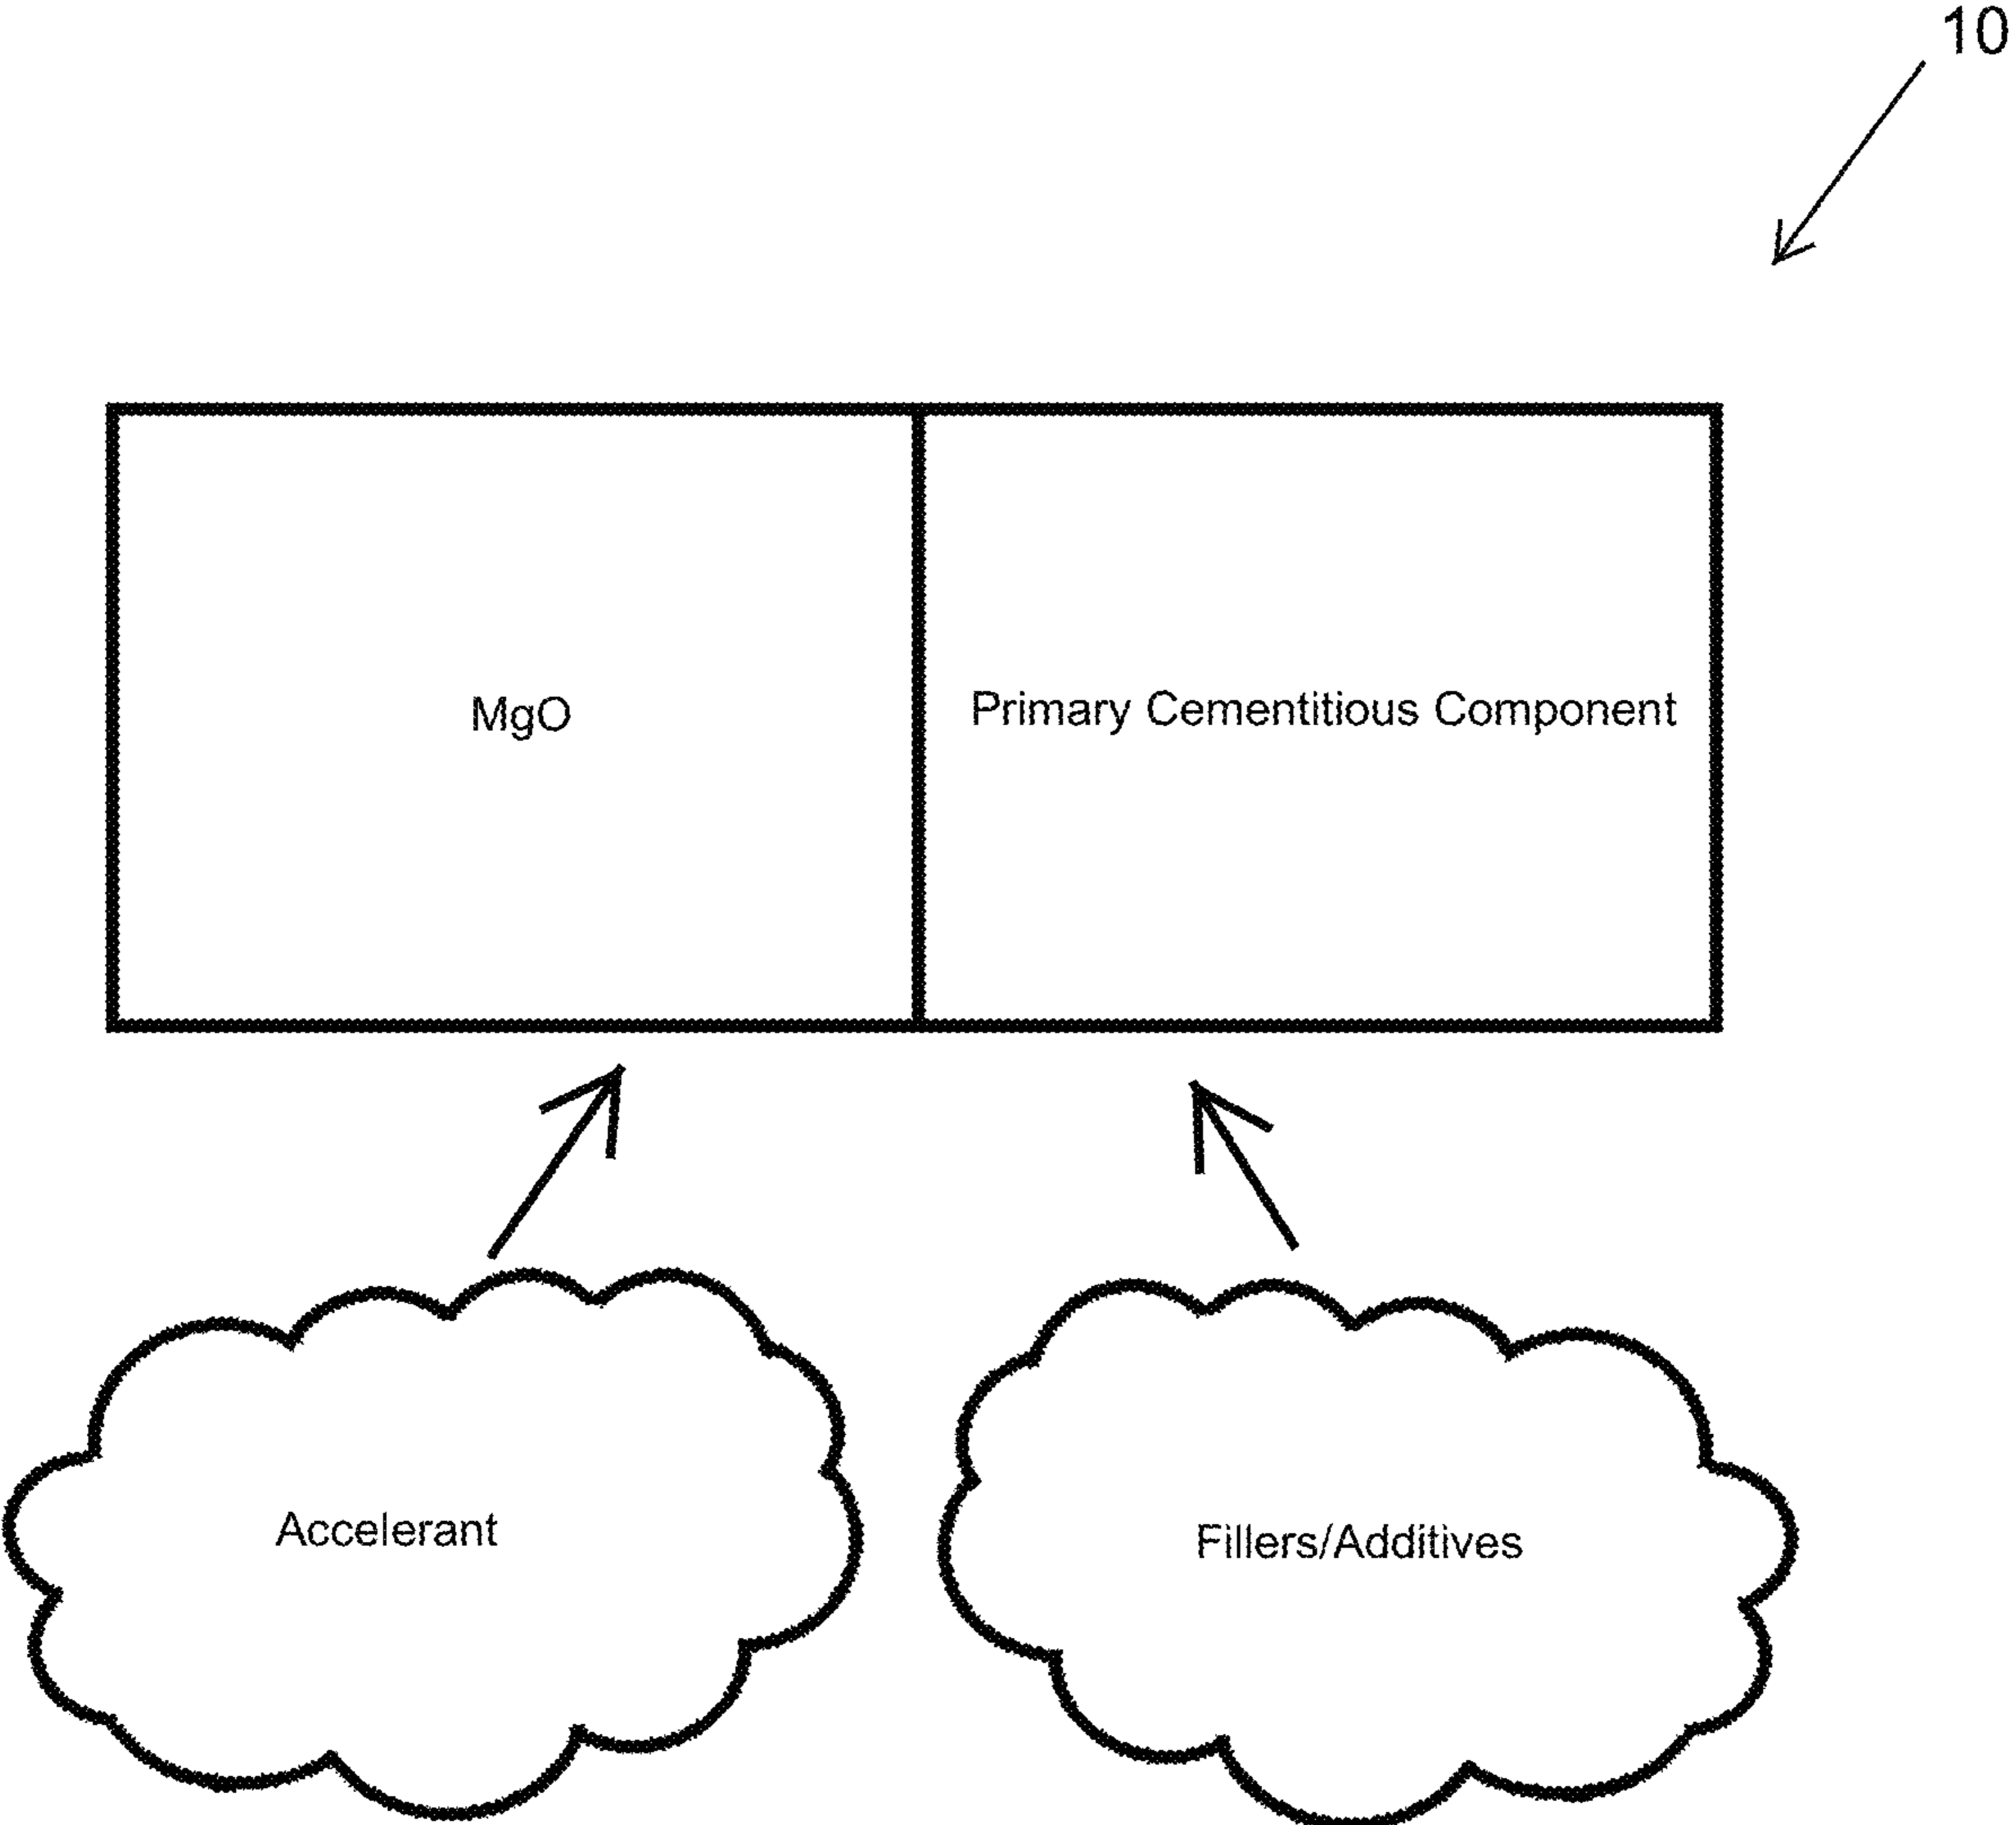 10
MgO
Primary Cementitious Component
Accelerant
Fillers/Additives